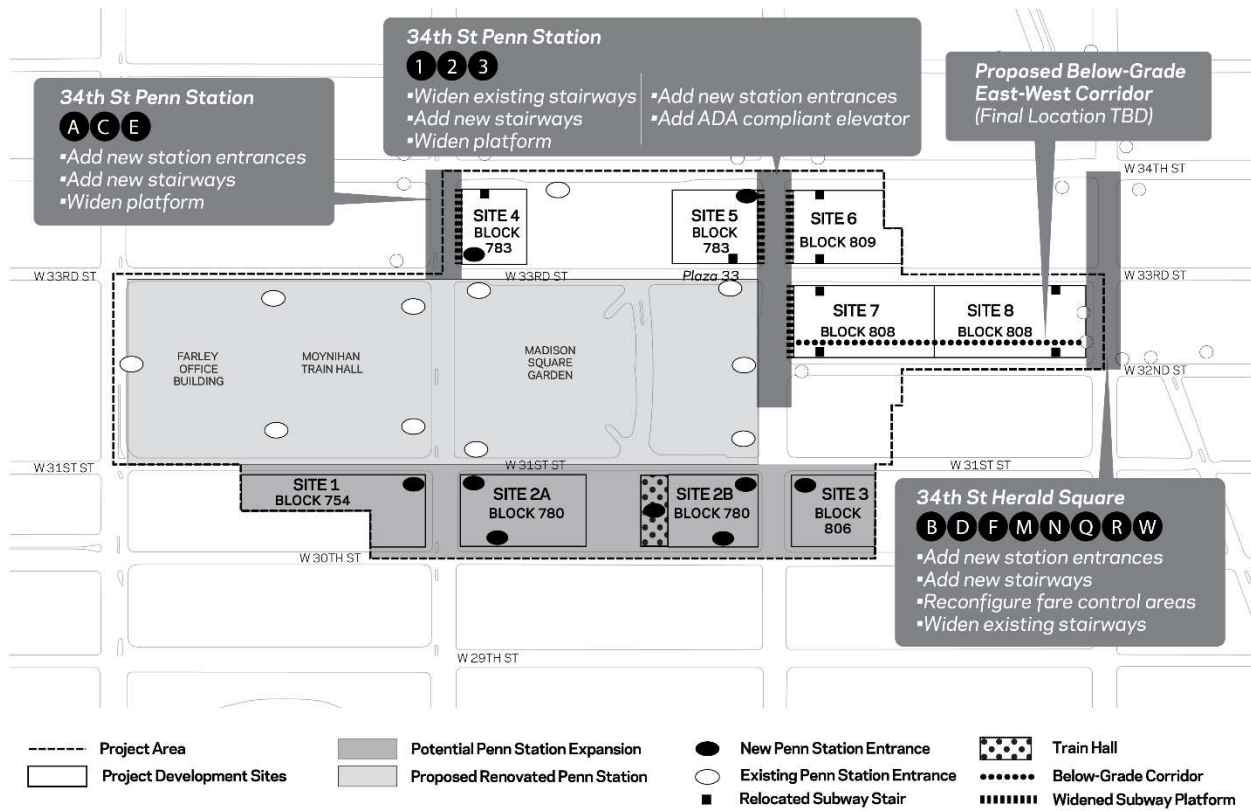 34th St Penn Station
1 2 3
▪Widen existing stairways
▪Add new stairways
▪Widen platform
▪Add new station entrances
▪Add ADA compliant elevator
34th St Penn Station
A C E
▪Add new station entrances
▪Add new stairways
▪Widen platform
Proposed Below-Grade
East-West Corridor
(Final Location TBD)
W 34TH ST
SITE 4
BLOCK
783
SITE 5
BLOCK
783
SITE 6
BLOCK 809
W 33RD ST
W 33RD ST
Plaza 33
W 33RD ST
SITE 7
BLOCK 808
SITE 8
BLOCK 808
FARLEY
OFFICE
BUILDING
MOYNIHAN
TRAIN HALL
MADISON
SQUARE
GARDEN
W 32ND ST
W 31ST ST
W 31ST ST
W 31ST ST
SITE 1
BLOCK 754
SITE 2A
BLOCK 780
SITE 2B
BLOCK 780
SITE 3
BLOCK
806
W 30TH ST
34th St Herald Square
B D F M N Q R W
▪Add new station entrances
▪Add new stairways
▪Reconfigure fare control areas
▪Widen existing stairways
W 29TH ST
Project Area
Project Development Sites
Potential Penn Station Expansion
Proposed Renovated Penn Station
New Penn Station Entrance
Existing Penn Station Entrance
Relocated Subway Stair
Train Hall
Below-Grade Corridor
Widened Subway Platform